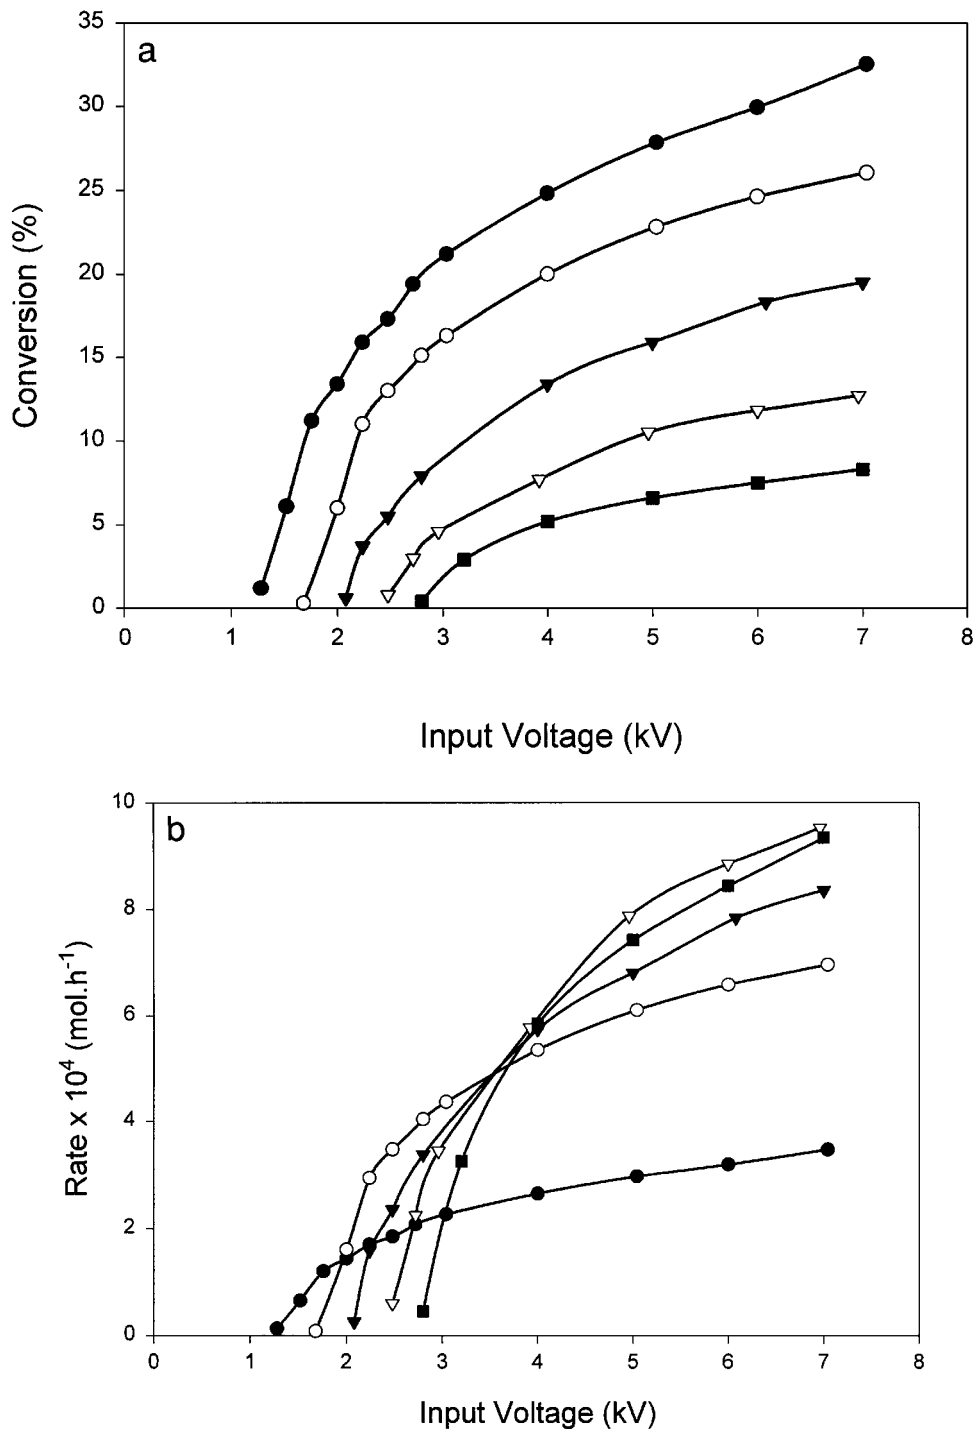 a
35
30
25
20
15
10
5
0
Conversion (%)
0 1 2 3 4 5 6 7 8
Input Voltage (kV)
b
10
8
6
4
2
0
Rate x 10⁴ (mol.h⁻¹)
0 1 2 3 4 5 6 7 8
Input Voltage (kV)